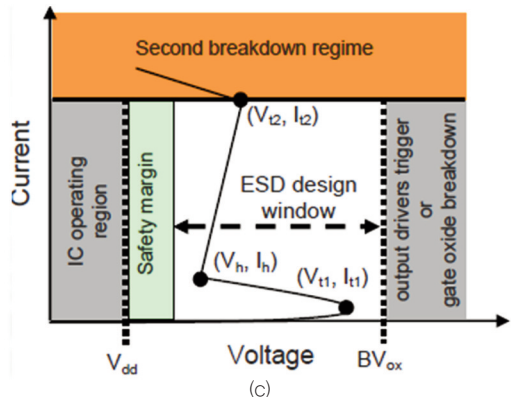 Second breakdown regime
(Vt2, It2)
Current
IC operating
region
Safety margin
ESD design
window
output drivers trigger
or
gate oxide breakdown
(Vh, Ih)
(Vt1, It1)
Vdd
Voltage
BVox
(c)